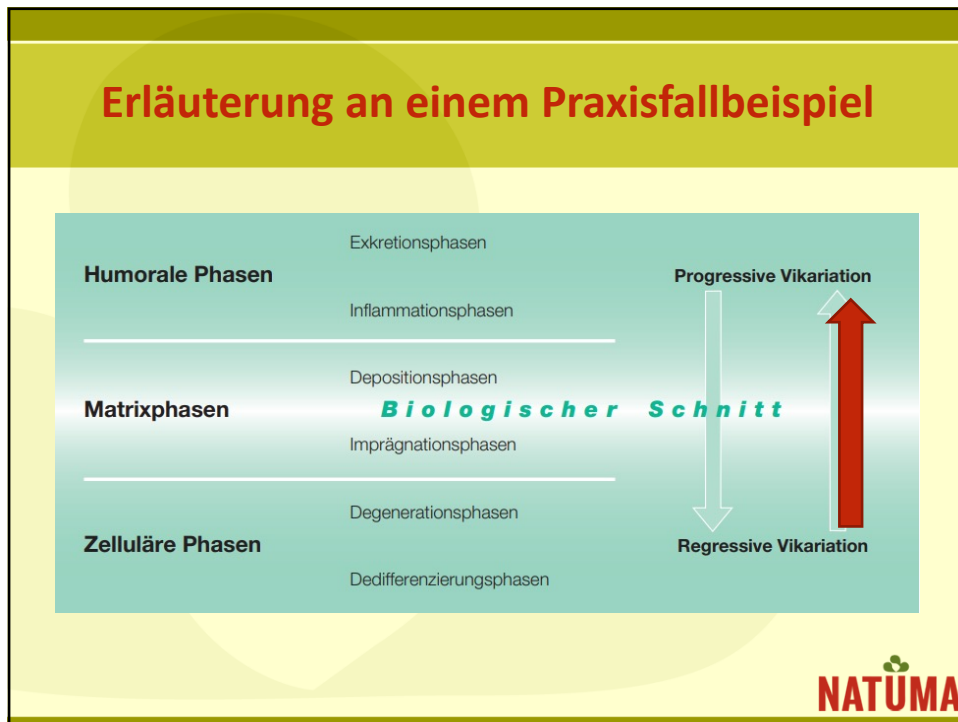 Erläuterung an einem Praxisfallbeispiel
Exkretionsphasen
Humorale Phasen
Progressive Vikariation
Inflammationsphasen
Depositionsphasen
Matrixphasen
Biologischer Schnitt
Imprägnationsphasen
Degenerationsphasen
Zelluläre Phasen
Regressive Vikariation
Dedifferenzierungsphasen
NATUMA